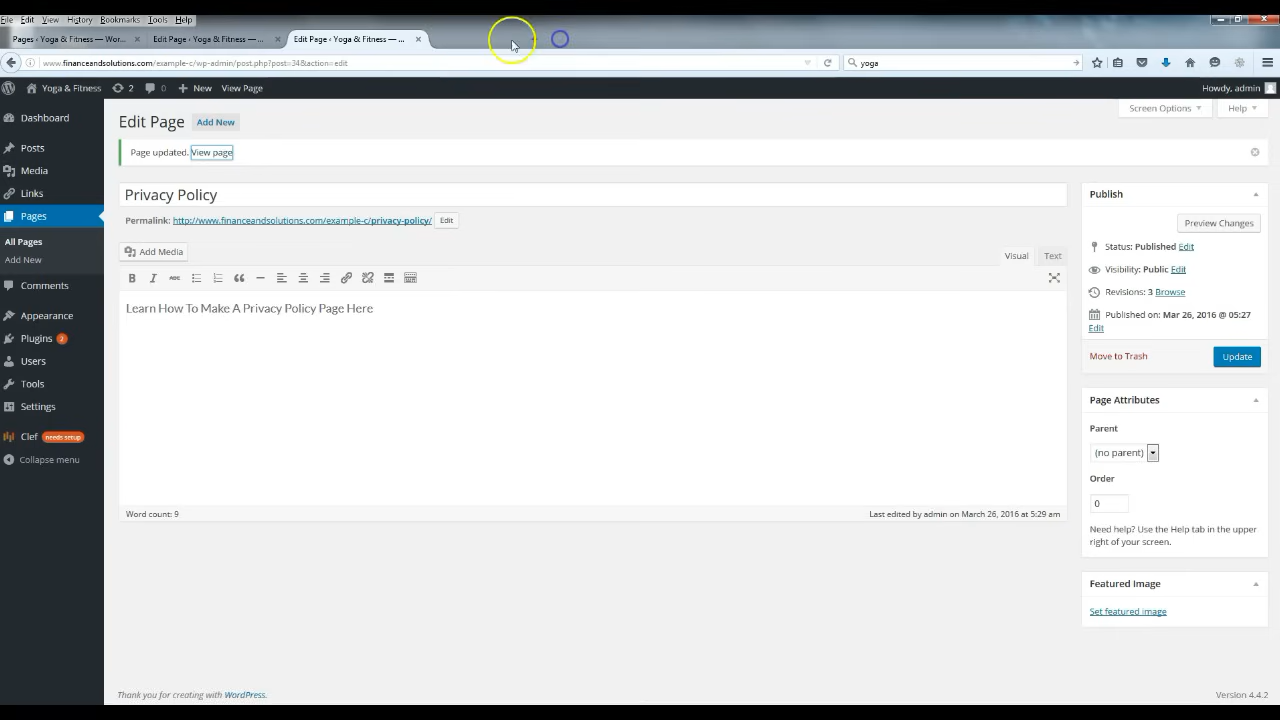 File Edit View History Bookmarks Tools Help
Pages ‹ Yoga & Fitness — Wor... Edit Page ‹ Yoga & Fitness — ... Edit Page ‹ Yoga & Fitness — ...
www.financeandsolutions.com/example-c/wp-admin/post.php?post=34&action=edit yoga
Yoga & Fitness 2 0 New View Page Howdy, admin
Screen Options Help
Edit Page Add New
Page updated. View page
Dashboard
Posts
Media
Links
Pages
All Pages
Add New
Comments
Appearance
Plugins 2
Users
Tools
Settings
Clef needs setup
Collapse menu
Privacy Policy
Permalink: http://www.financeandsolutions.com/example-c/privacy-policy/ Edit
Add Media
Visual Text
B I ABC
Learn How To Make A Privacy Policy Page Here
Word count: 9 Last edited by admin on March 26, 2016 at 5:29 am
Publish
Preview Changes
Status: Published Edit
Visibility: Public Edit
Revisions: 3 Browse
Published on: Mar 26, 2016 @ 05:27
Edit
Move to Trash Update
Page Attributes
Parent
(no parent)
Order
0
Need help? Use the Help tab in the upper
right of your screen.
Featured Image
Set featured image
Thank you for creating with WordPress. Version 4.4.2